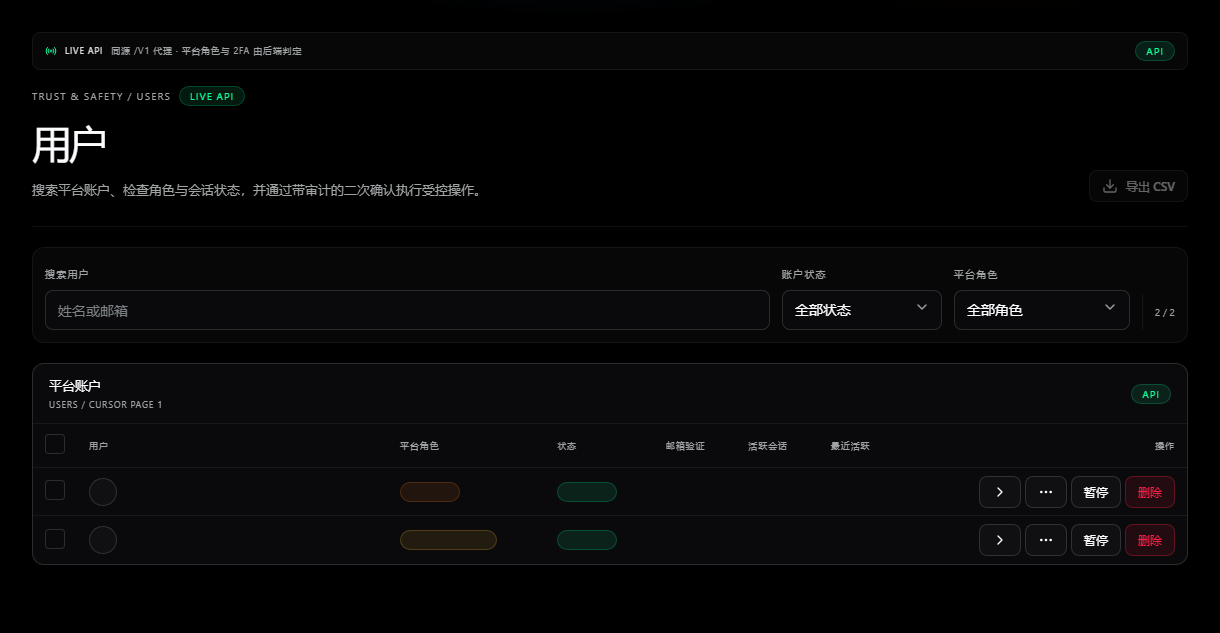 LIVE API 同源 /V1 代理 · 平台角色与 2FA 由后端判定 API
TRUST & SAFETY / USERS LIVE API
用户
搜索平台账户、检查角色与会话状态，并通过带审计的二次确认执行受控操作。
导出 CSV
搜索用户 账户状态 平台角色
姓名或邮箱 全部状态 全部角色 2 / 2
平台账户
USERS / CURSOR PAGE 1 API
用户 平台角色 状态 邮箱验证 活跃会话 最近活跃 操作
暂停 删除
暂停 删除